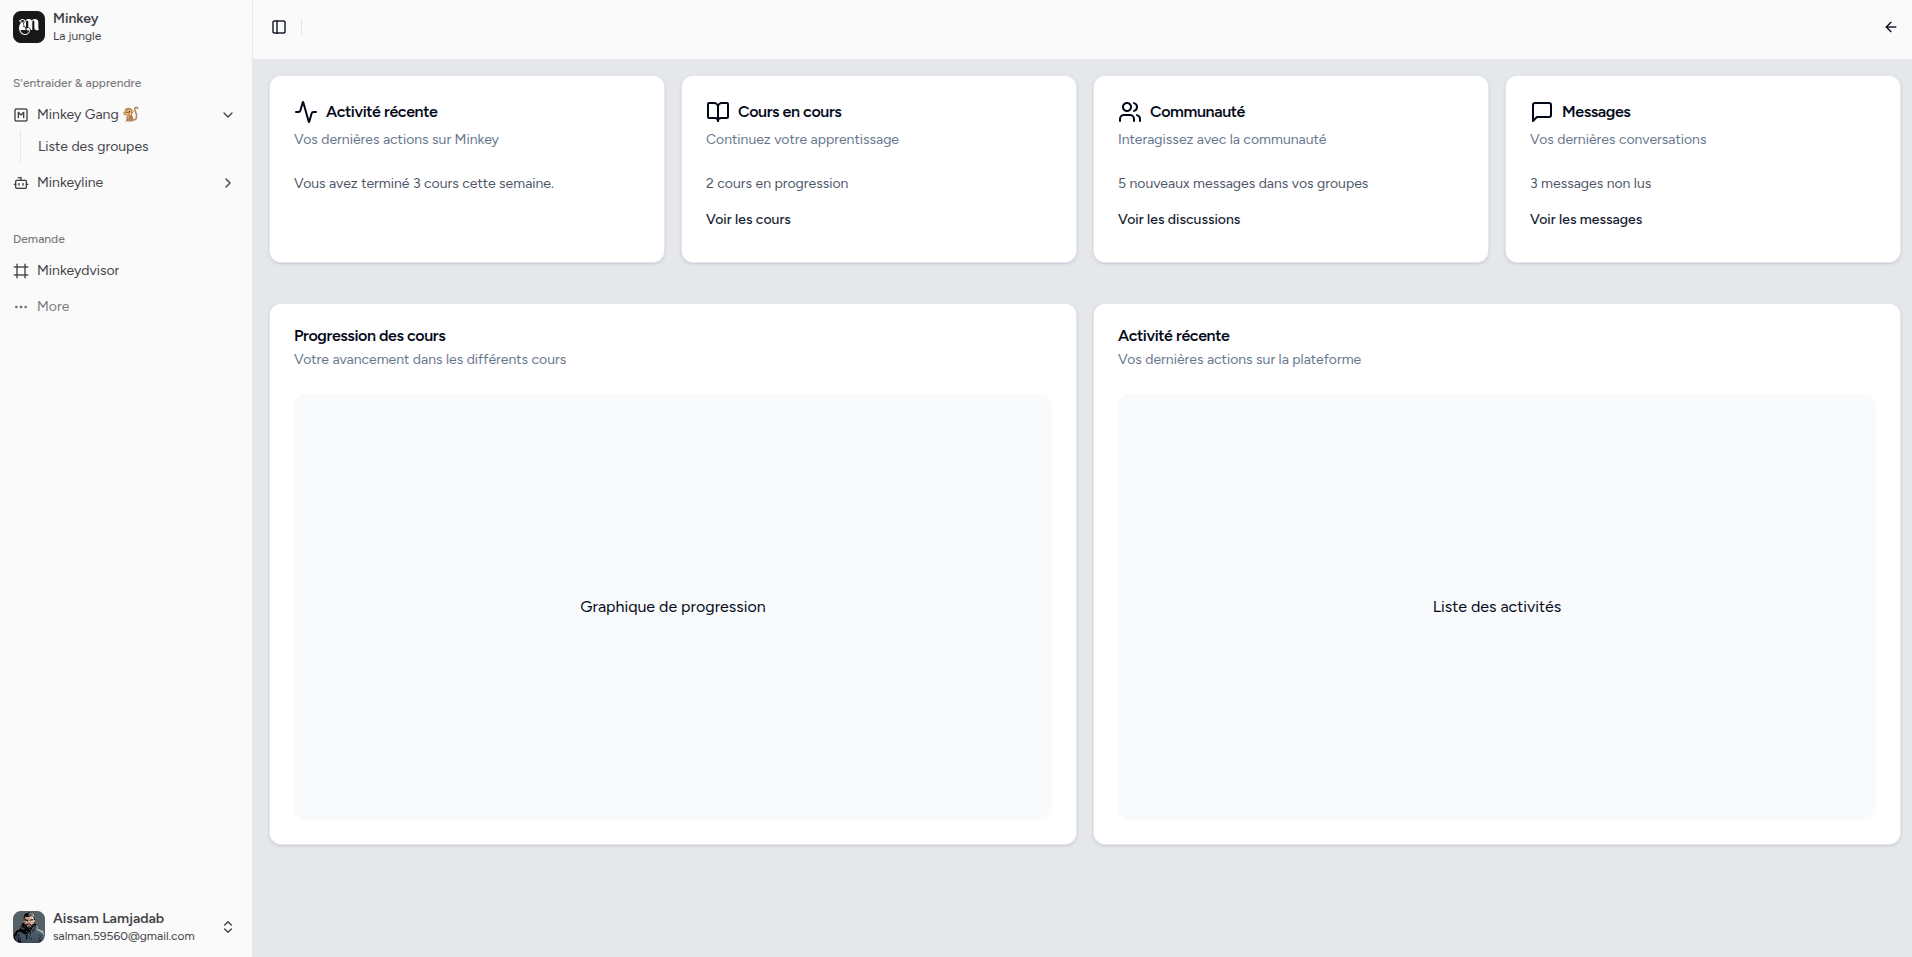 Minkey
La jungle
S'entraider & apprendre
Minkey Gang 🐒
Liste des groupes
Minkeyline
Demande
Minkeydvisor
More
Aissam Lamjadab
salman.59560@gmail.com
Activité récente
Vos dernières actions sur Minkey
Vous avez terminé 3 cours cette semaine.
Cours en cours
Continuez votre apprentissage
2 cours en progression
Voir les cours
Communauté
Interagissez avec la communauté
5 nouveaux messages dans vos groupes
Voir les discussions
Messages
Vos dernières conversations
3 messages non lus
Voir les messages
Progression des cours
Votre avancement dans les différents cours
Graphique de progression
Activité récente
Vos dernières actions sur la plateforme
Liste des activités